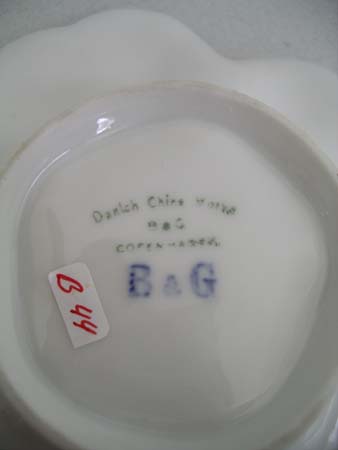 Danish China Works
B & G
COPENHAGEN.
B & G
B 44